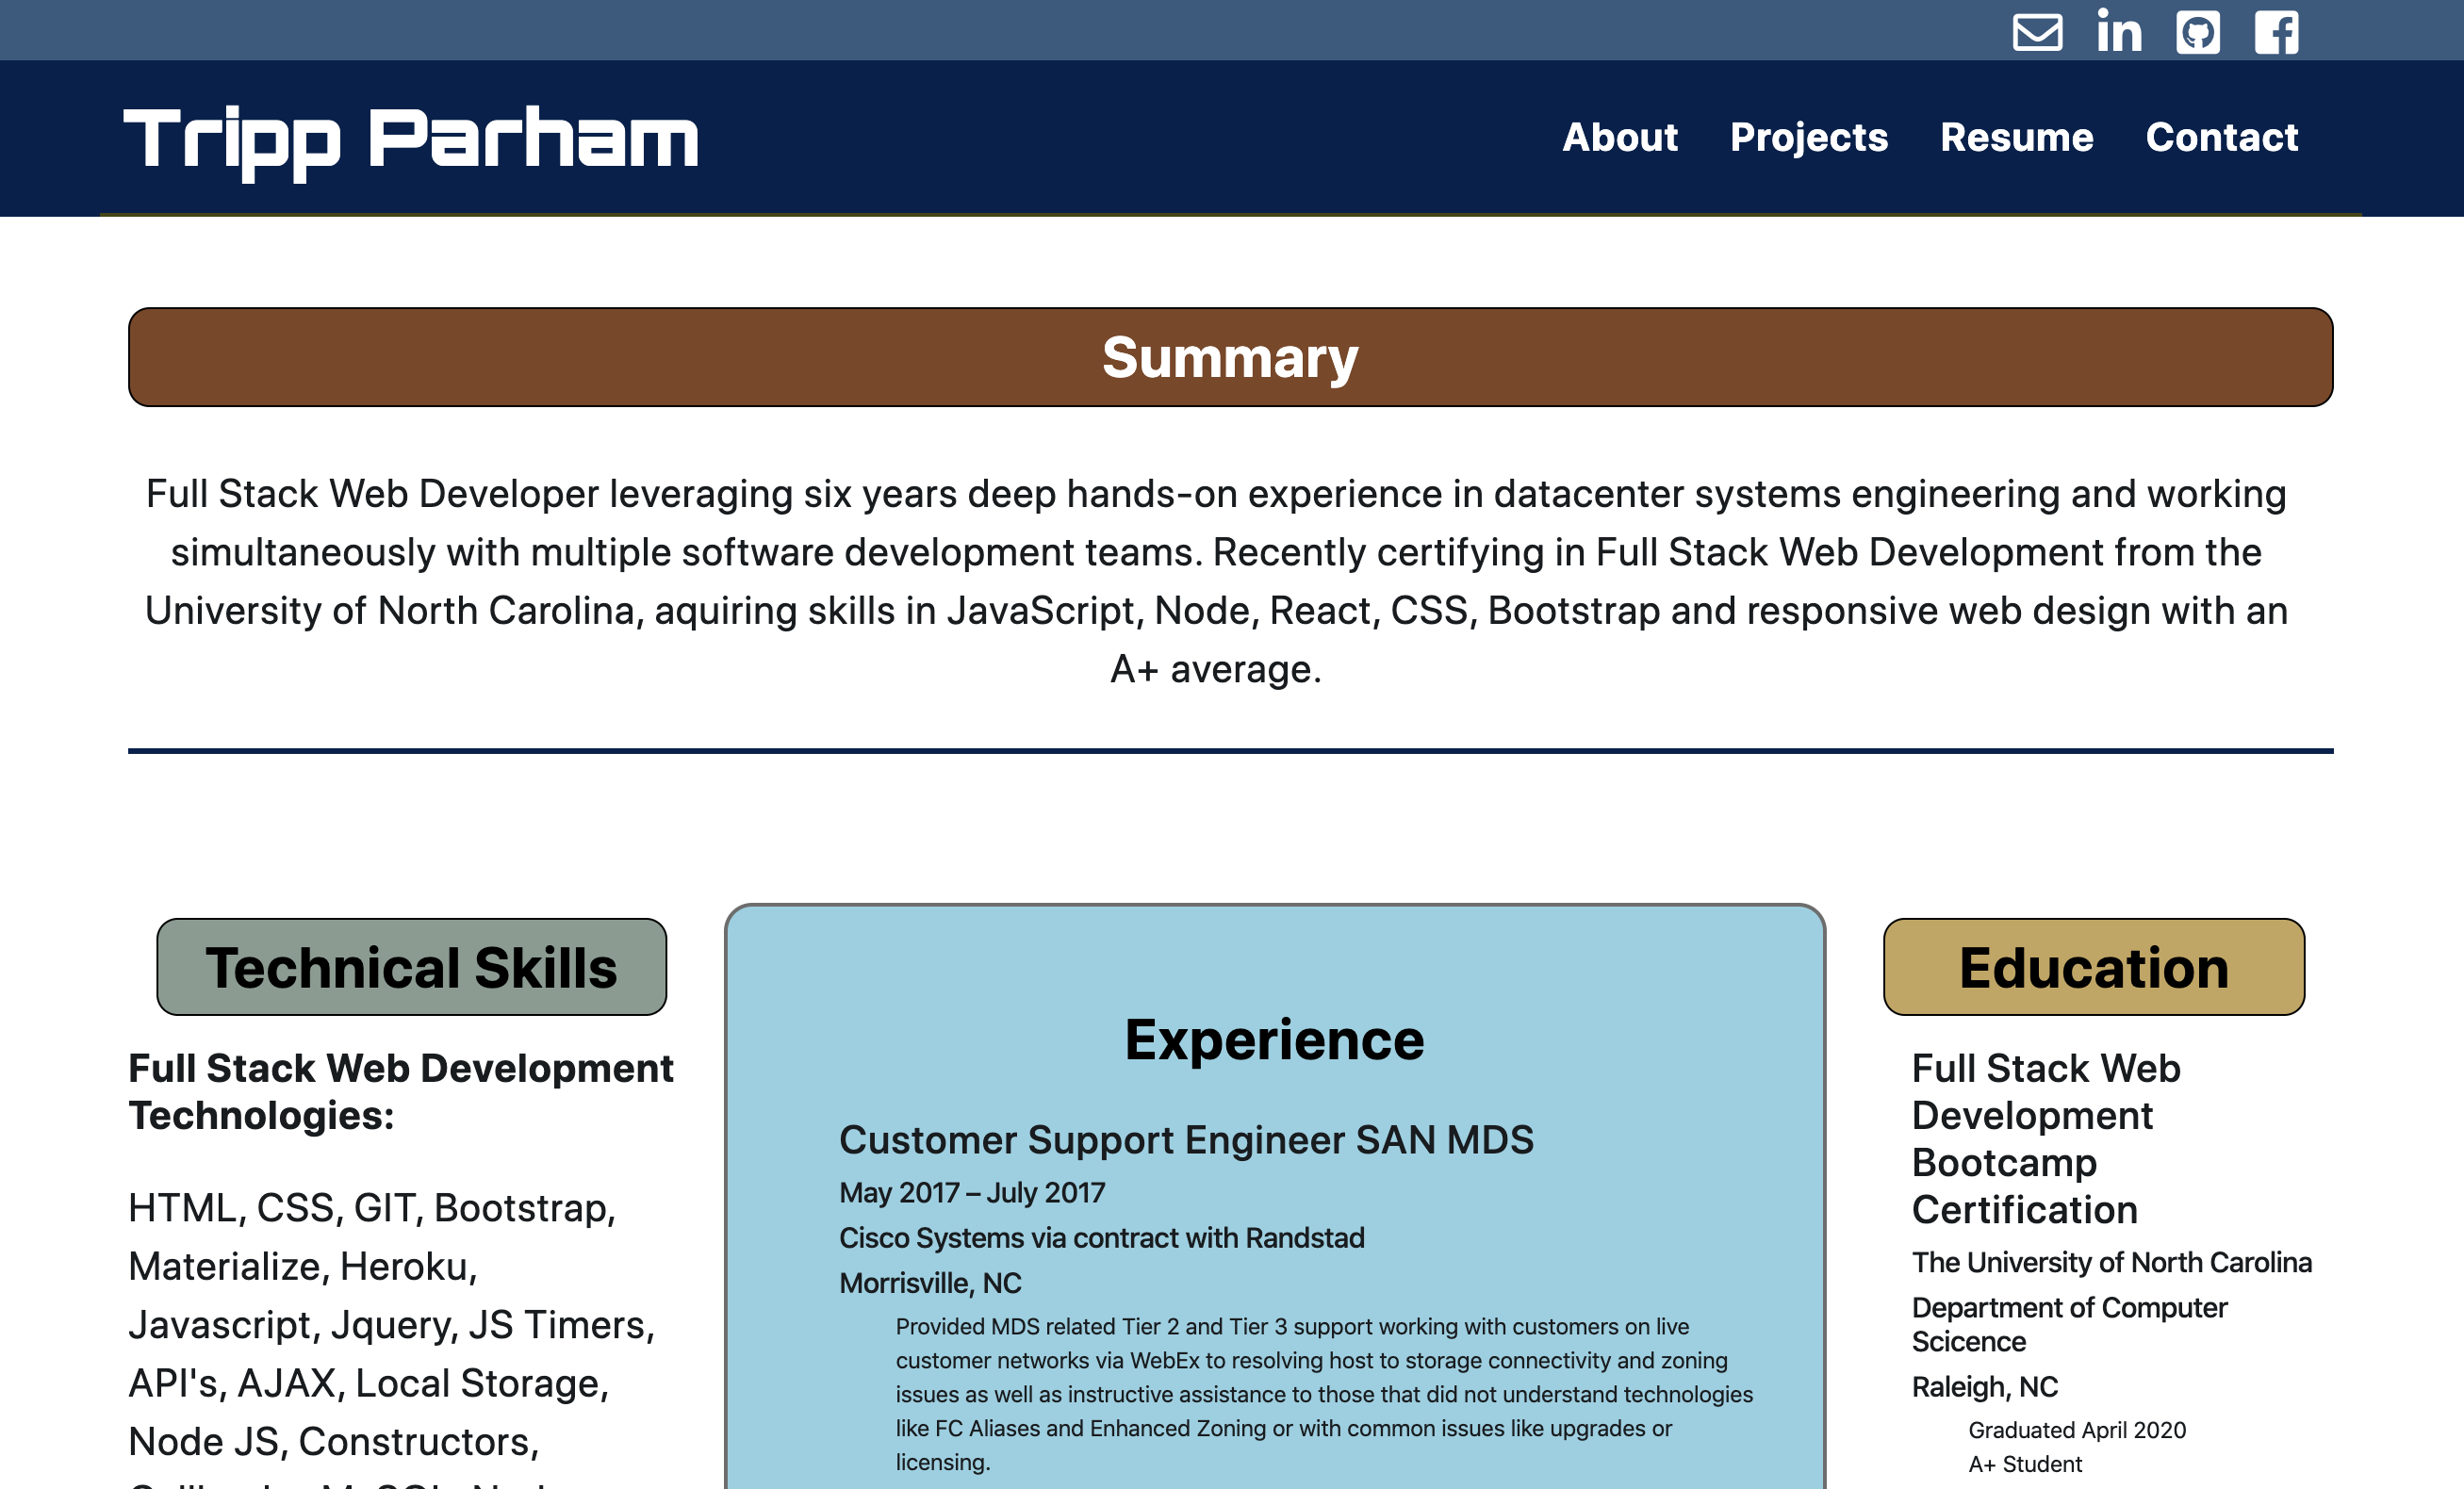 Tripp Parham
About Projects Resume Contact
Summary
Full Stack Web Developer leveraging six years deep hands-on experience in datacenter systems engineering and working
simultaneously with multiple software development teams. Recently certifying in Full Stack Web Development from the
University of North Carolina, aquiring skills in JavaScript, Node, React, CSS, Bootstrap and responsive web design with an
A+ average.
Technical Skills
Full Stack Web Development
Technologies:
HTML, CSS, GIT, Bootstrap,
Materialize, Heroku,
Javascript, Jquery, JS Timers,
API's, AJAX, Local Storage,
Node JS, Constructors,
Experience
Customer Support Engineer SAN MDS
May 2017 – July 2017
Cisco Systems via contract with Randstad
Morrisville, NC
Provided MDS related Tier 2 and Tier 3 support working with customers on live
customer networks via WebEx to resolving host to storage connectivity and zoning
issues as well as instructive assistance to those that did not understand technologies
like FC Aliases and Enhanced Zoning or with common issues like upgrades or
licensing.
Education
Full Stack Web
Development
Bootcamp
Certification
The University of North Carolina
Department of Computer
Scicence
Raleigh, NC
Graduated April 2020
A+ Student